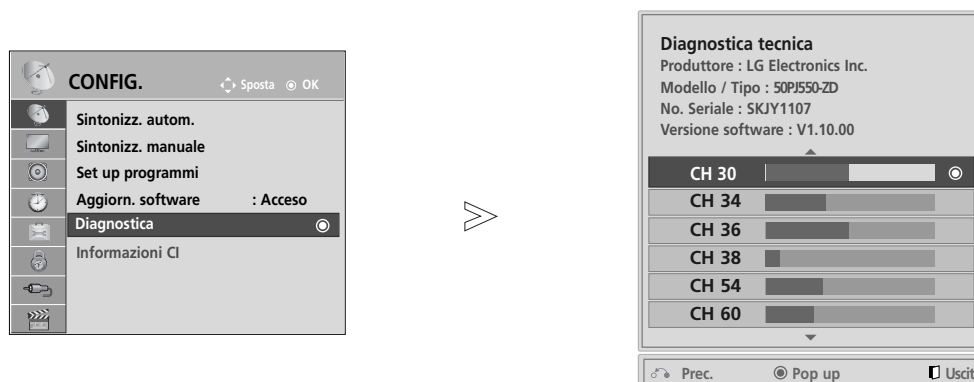 CONFIG.
Sposta OK
Sintonizz. autom.
Sintonizz. manuale
Set up programmi
Aggiorn. software : Acceso
Diagnostica
Informazioni CI
Diagnostica tecnica
Produttore : LG Electronics Inc.
Modello / Tipo : 50PJ550-ZD
No. Seriale : SKJY1107
Versione software : V1.10.00
CH 30
CH 34
CH 36
CH 38
CH 54
CH 60
Prec. Pop up Uscit